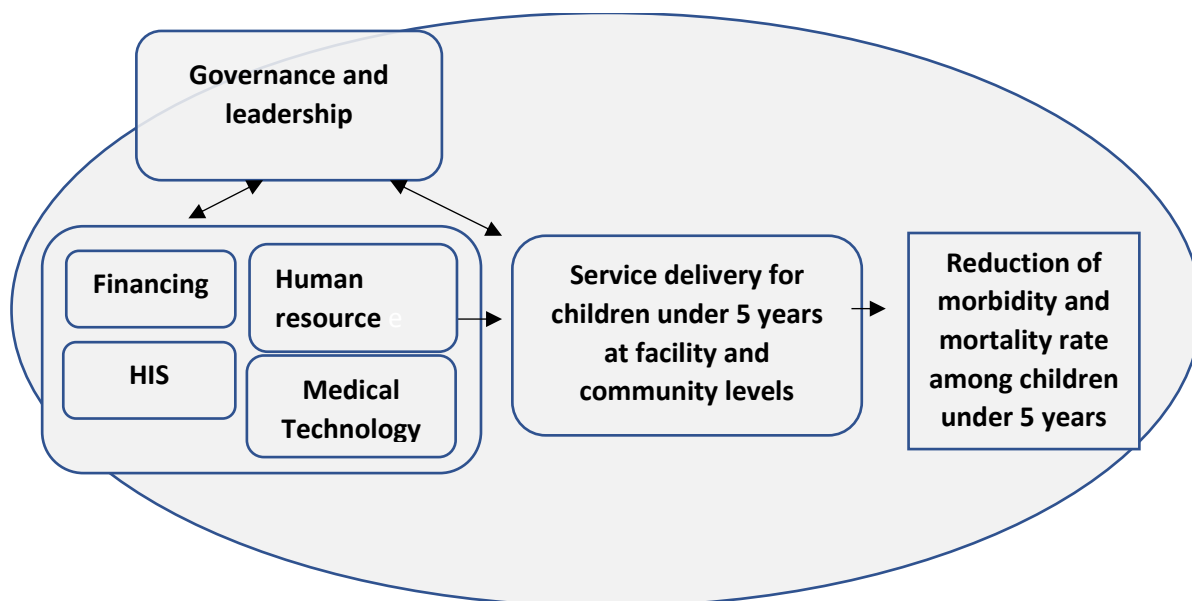 Governance and
leadership
Financing
Human
resource e
HIS
Medical
Technology
Service delivery for
children under 5 years
at facility and
community levels
Reduction of
morbidity and
mortality rate
among children
under 5 years